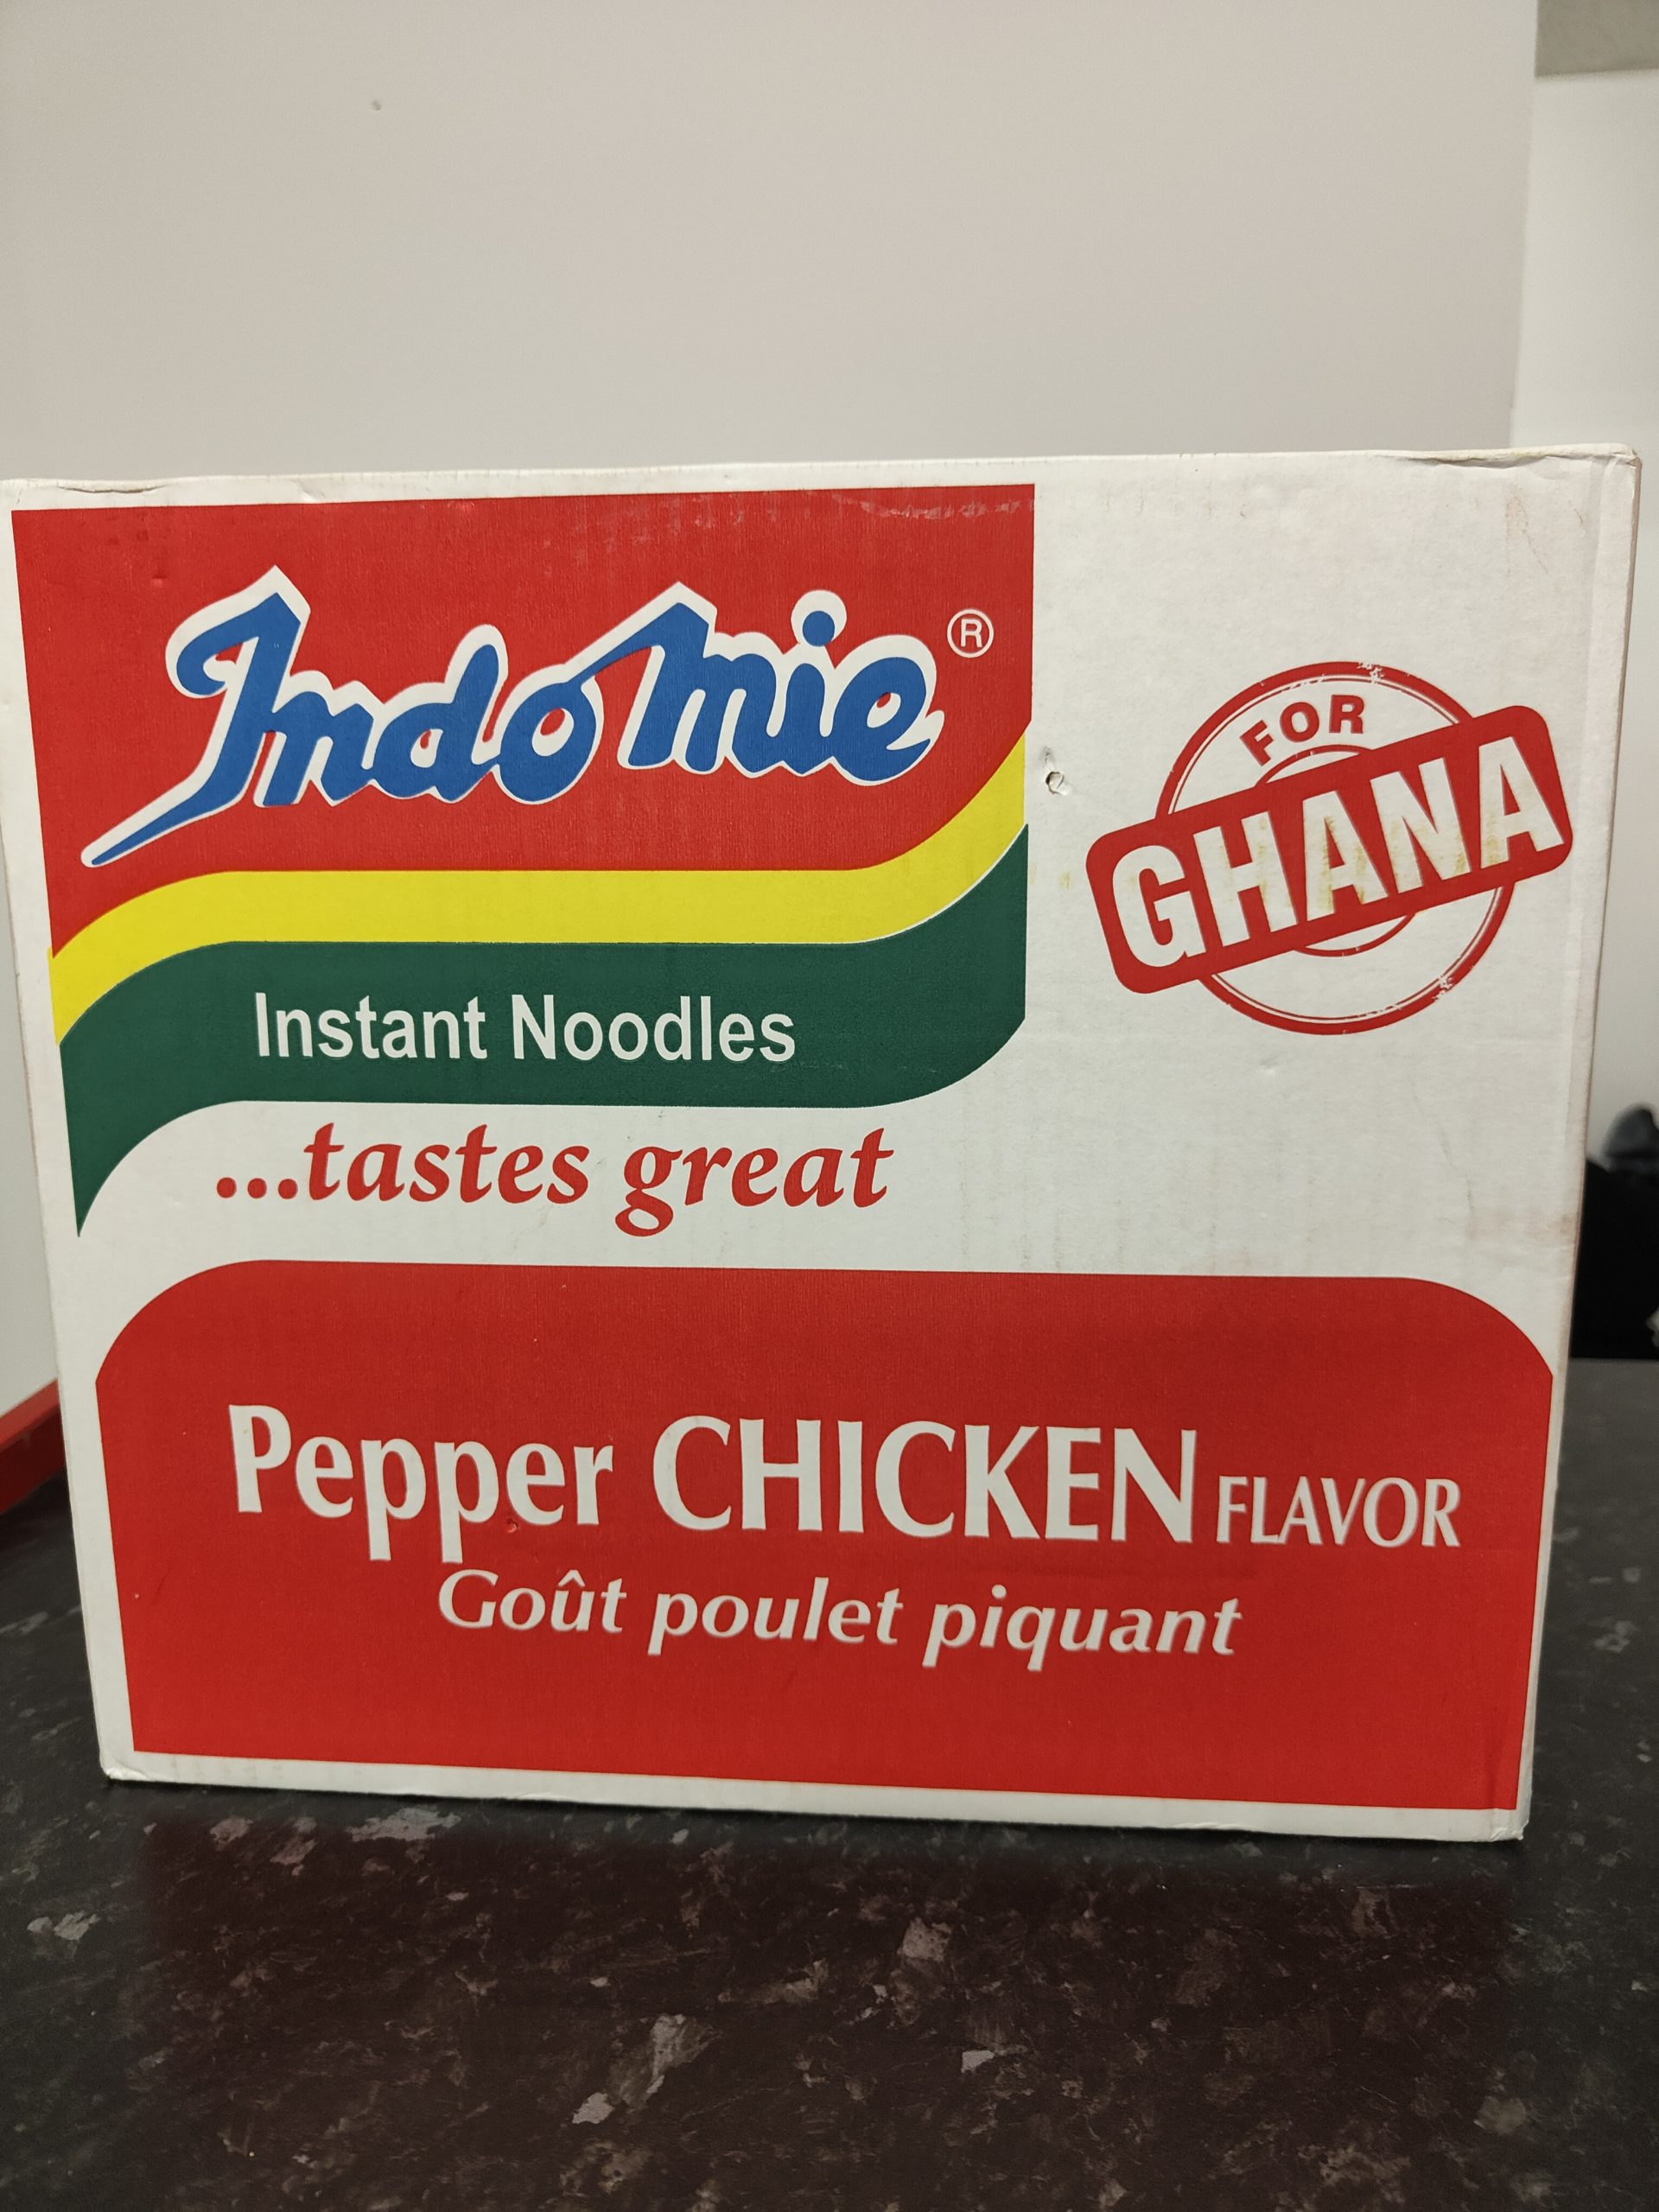 Indomie ®
FOR
GHANA
Instant Noodles
...tastes great
Pepper CHICKEN FLAVOR
Goût poulet piquant